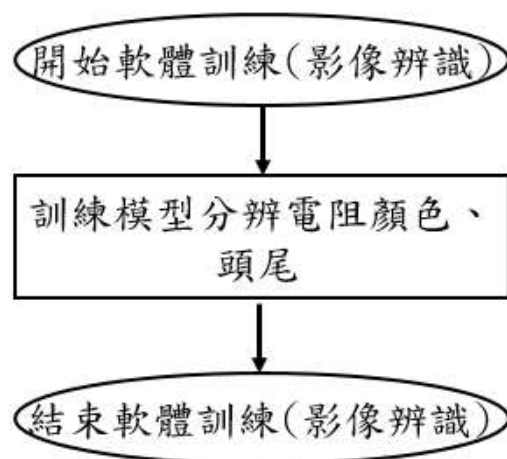 開始軟體訓練(影像辨識)
訓練模型分辨電阻顏色、
頭尾
結束軟體訓練(影像辨識)